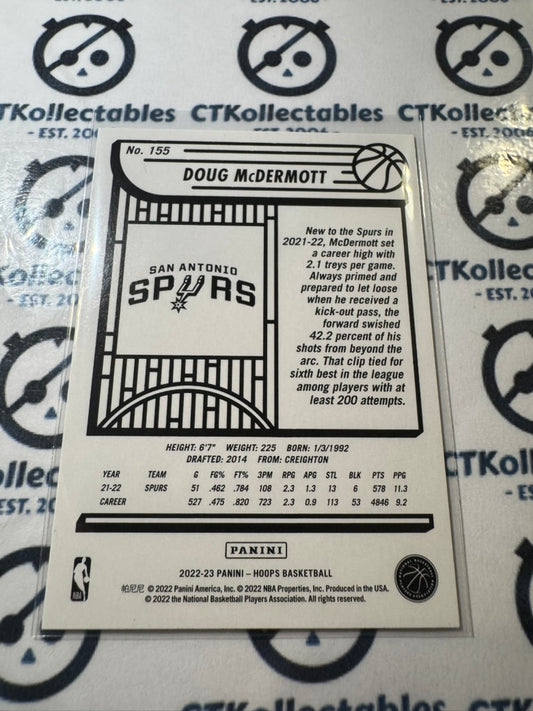 CTKollectables CTKollectables CTKollec
- EST. 20
- EST. 2006 -
No. 155
DOUG McDERMOTT
SAN ANTONIO
SPURS
New to the Spurs in
2021-22, McDermott set
a career high with
2.1 treys per game.
Always primed and
prepared to let loose
when he received a
kick-out pass, the
forward swished
42.2 percent of his
shots from beyond the
arc. That clip tied for
sixth best in the league
among players with at
least 200 attempts.
HEIGHT: 6'7" WEIGHT: 225 BORN: 1/3/1992
DRAFTED: 2014 FROM: CREIGHTON
YEAR TEAM G FG% FT% 3PM RPG APG STL BLK PTS PPG
21-22 SPURS 51 .462 .784 108 2.3 1.3 13 6 578 11.3
CAREER 527 .475 .820 723 2.3 0.9 113 53 4846 9.2
PANINI
2022-23 PANINI – HOOPS BASKETBALL
NBA
帕尼尼 © 2022 Panini America, Inc. © 2022 NBA Properties, Inc. Produced in the USA.
© 2022 the National Basketball Players Association. All rights reserved.
CTKollectables